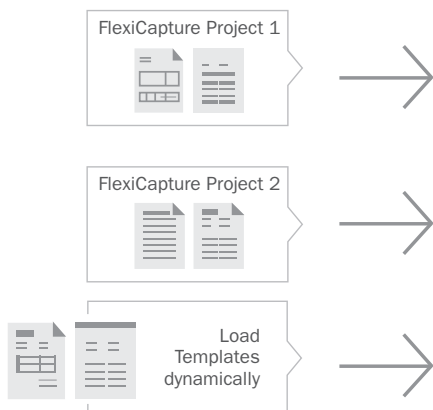 FlexiCapture Project 1
FlexiCapture Project 2
Load
Templates
dynamically